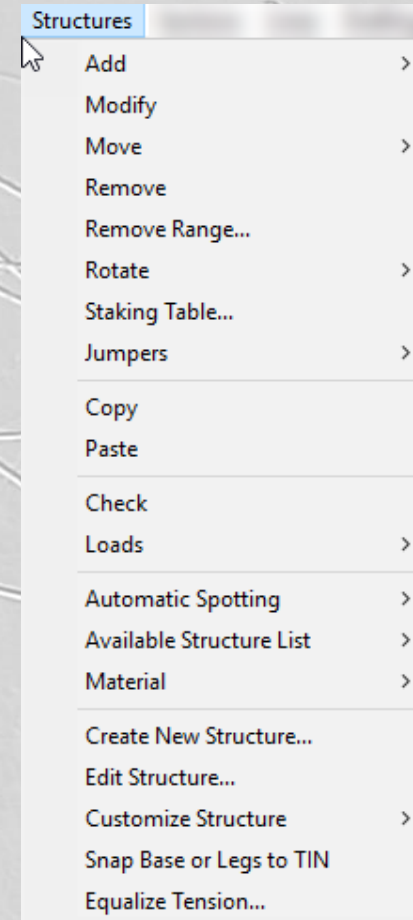 Structures
Add
Modify
Move
Remove
Remove Range...
Rotate
Staking Table...
Jumpers
Copy
Paste
Check
Loads
Automatic Spotting
Available Structure List
Material
Create New Structure...
Edit Structure...
Customize Structure
Snap Base or Legs to TIN
Equalize Tension...